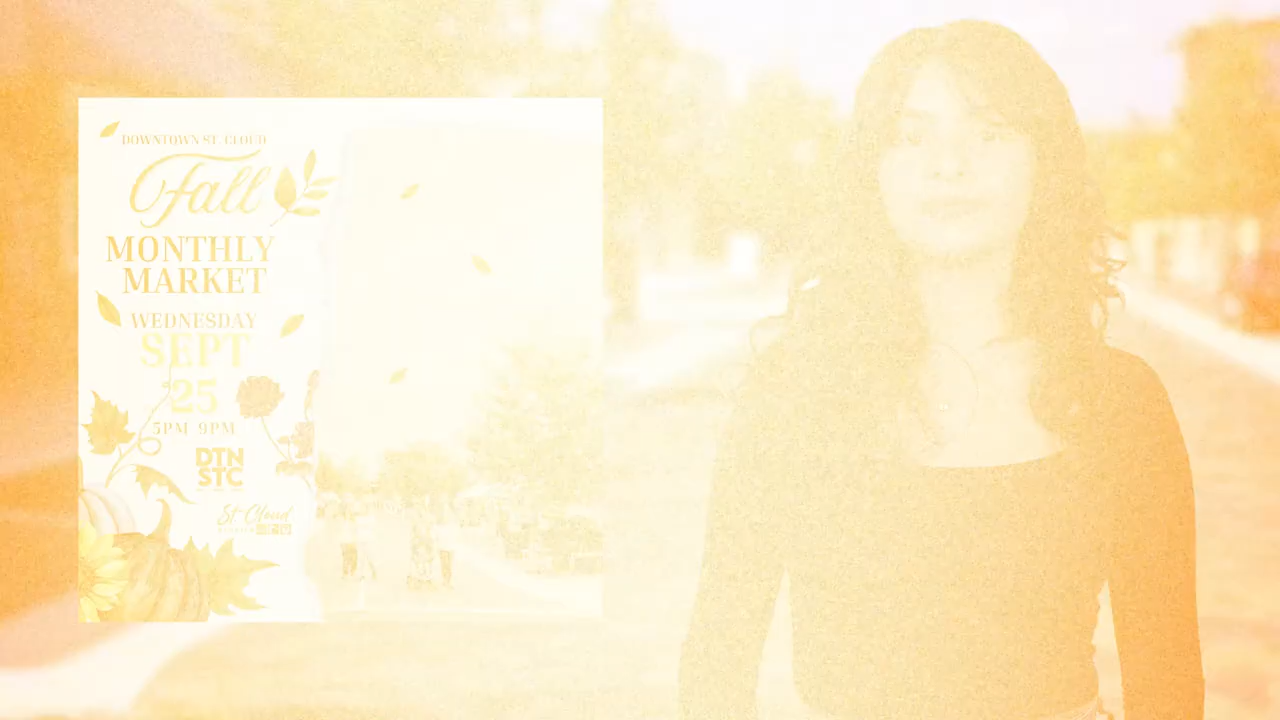 DOWNTOWN ST. CLOUD
Fall
MONTHLY
MARKET
WEDNESDAY
SEPT
25
5PM 9PM
DTN
STC
St. Cloud